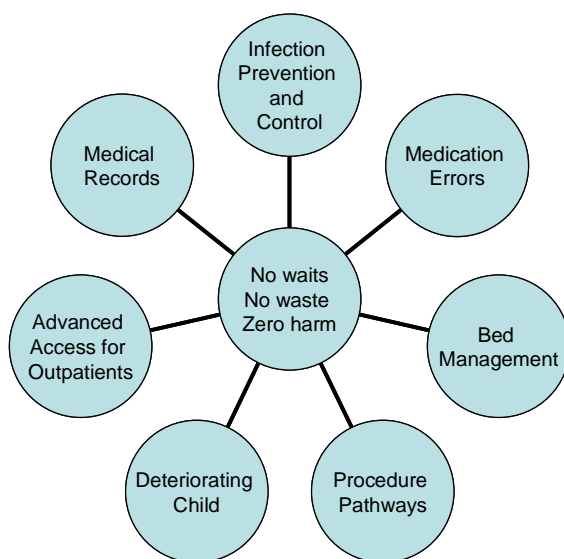 Infection
Prevention
and
Control
Medication
Errors
Bed
Management
Procedure
Pathways
Deteriorating
Child
Advanced
Access for
Outpatients
Medical
Records
No waits
No waste
Zero harm